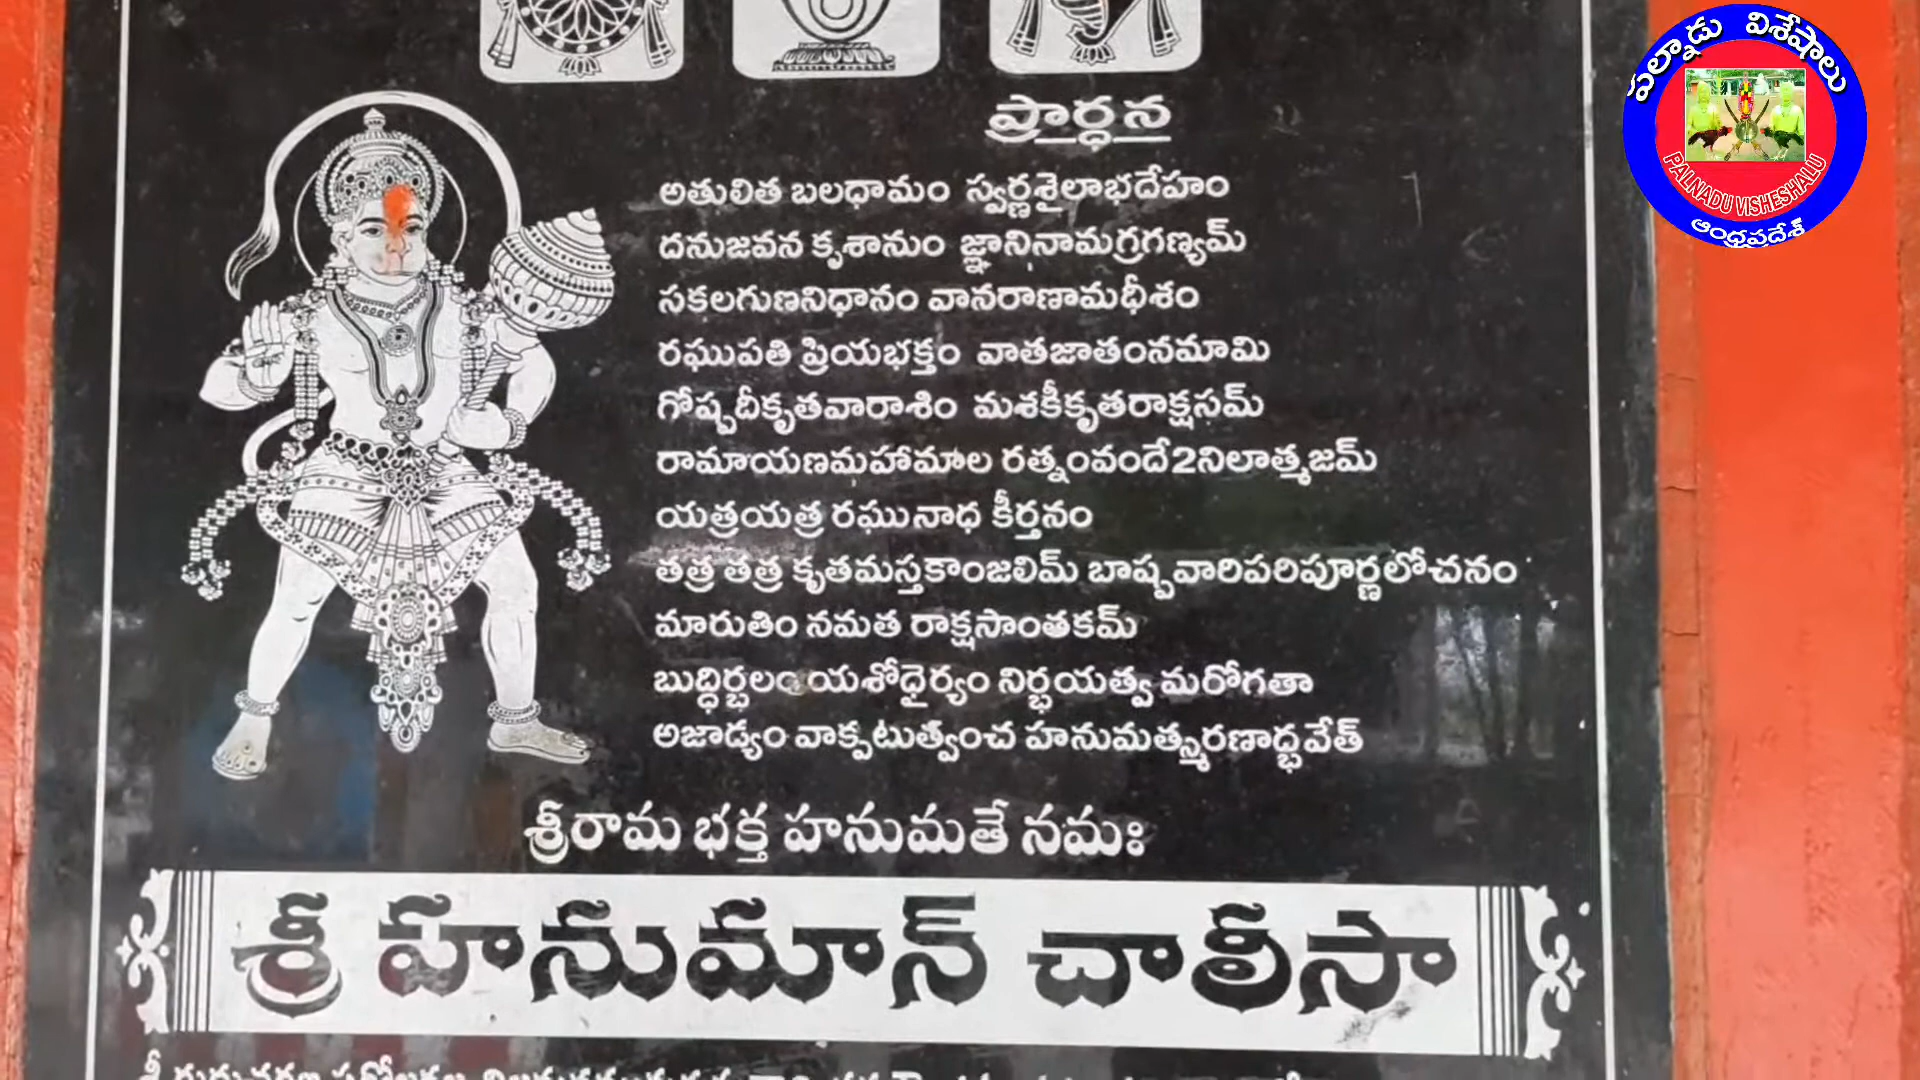 పల్నాడు విశేషాలు
PALNADU VISHESHALU
ఆంధ్రప్రదేశ్
ప్రార్ధన
అతులిత బలధామం స్వర్ణశైలాభదేహం
దనుజవన కృశానుం జ్ఞానినామగ్రగణ్యమ్
సకలగుణనిధానం వానరాణామధీశం
రఘుపతి ప్రియభక్తం వాతజాతంనమామి
గోష్పదీకృతవారాశిం మశకీకృతరాక్షసమ్
రామాయణమహామాల రత్నంవందే2నిలాత్మజమ్
యత్రయత్ర రఘునాధ కీర్తనం
తత్ర తత్ర కృతమస్తకాంజలిమ్ బాష్పవారిపరిపూర్ణలోచనం
మారుతిం నమత రాక్షసాంతకమ్
బుద్ధిర్బలం యశోధైర్యం నిర్భయత్వ మరోగతా
అజాడ్యం వాక్పటుత్వంచ హనుమత్స్మరణాద్భవేత్
శ్రీరామ భక్త హనుమతే నమః
శ్రీ హనుమాన్ చాలీసా